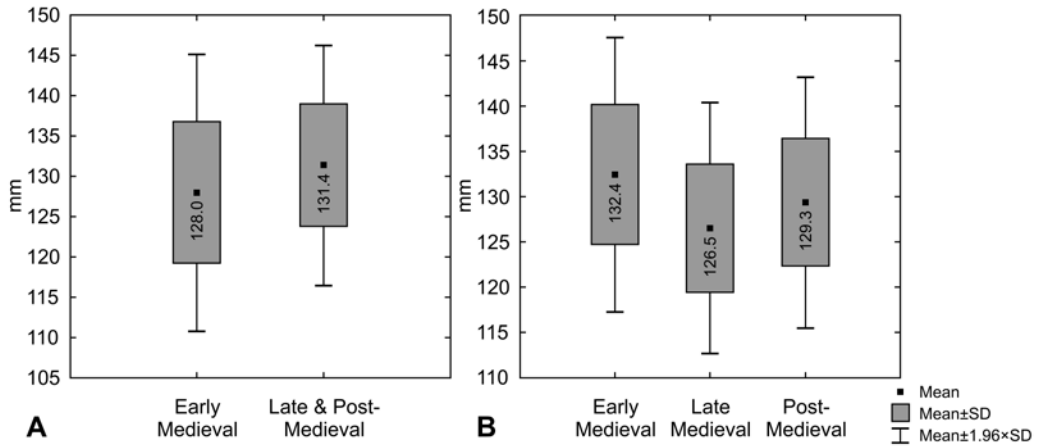 150
145
140
135
130
125
120
115
110
105
mm
128.0
131.4
Early
Medieval
Late & Post-
Medieval
A
150
145
140
135
130
125
120
115
110
mm
132.4
126.5
129.3
Early
Medieval
Late
Medieval
Post-
Medieval
B
Mean
Mean±SD
Mean±1.96×SD